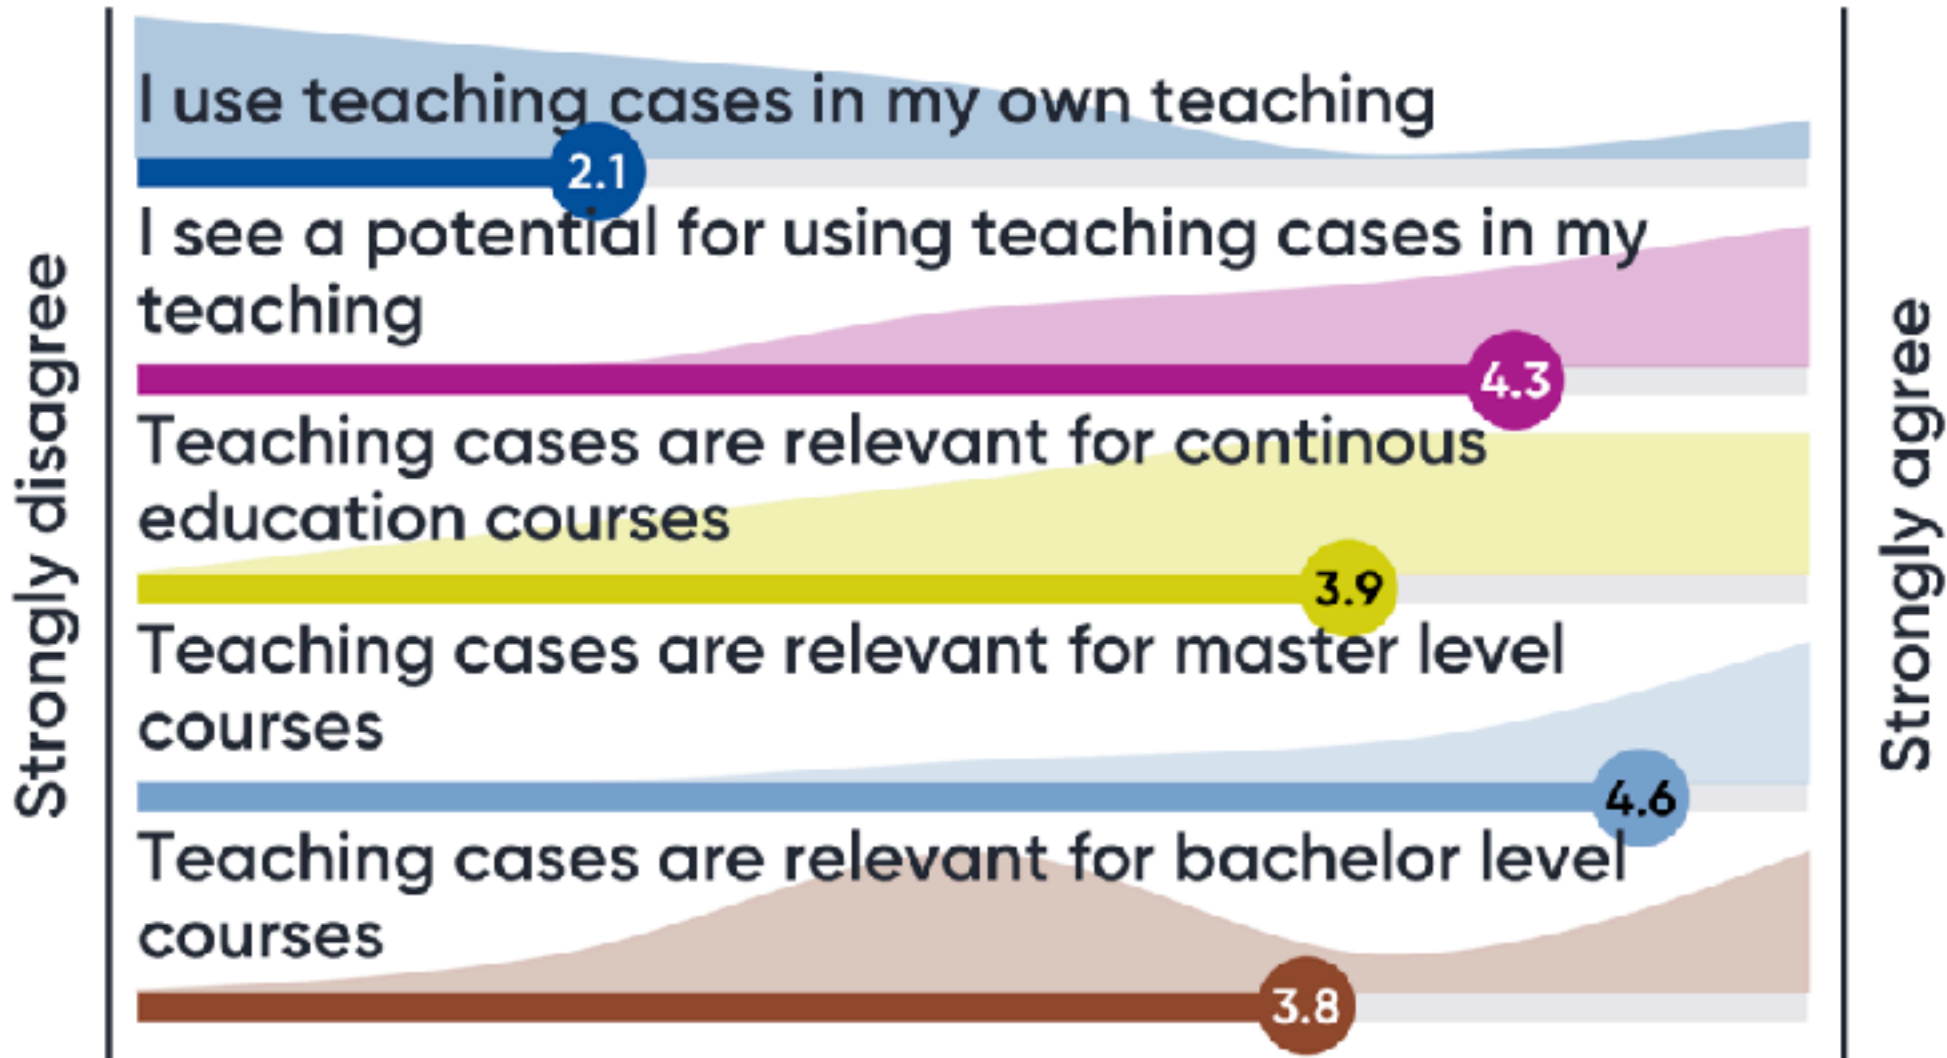 I use teaching cases in my own teaching
2.1
I see a potential for using teaching cases in my
teaching
4.3
Teaching cases are relevant for continous
education courses
3.9
Teaching cases are relevant for master level
courses
4.6
Teaching cases are relevant for bachelor level
courses
3.8
Strongly disagree
Strongly agree